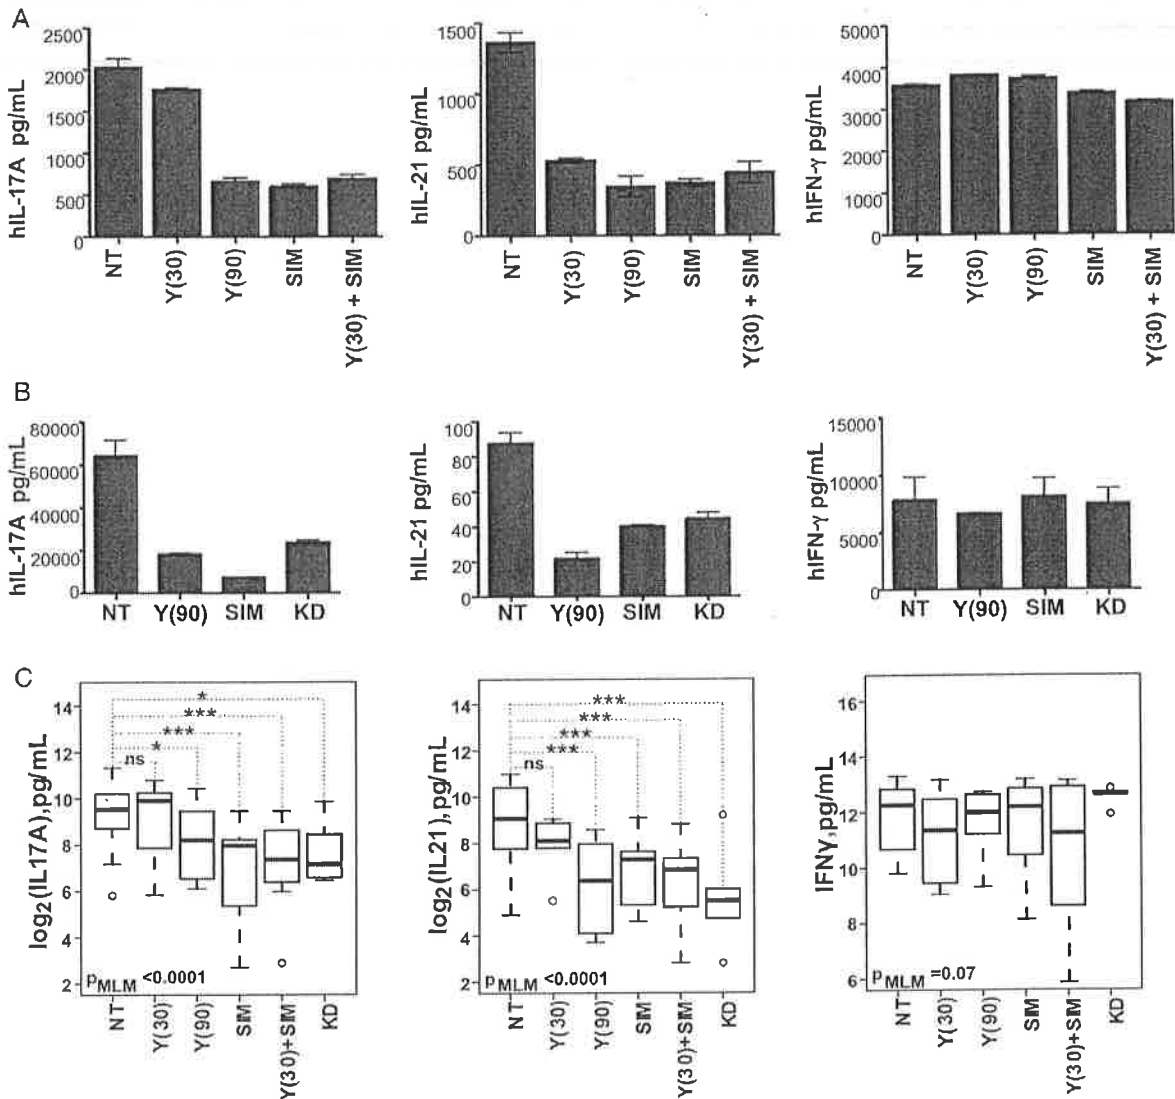 A
hIL-17A pg/mL
2500
2000
1500
1000
500
0
NT
Y(30)
Y(90)
SIM
Y(30) + SIM
hIL-21 pg/mL
1500
1000
500
0
NT
Y(30)
Y(90)
SIM
Y(30) + SIM
hIFN-γ pg/mL
5000
4000
3000
2000
1000
0
NT
Y(30)
Y(90)
SIM
Y(30) + SIM
B
hIL-17A pg/mL
80000
60000
40000
20000
0
NT Y(90) SIM KD
hIL-21 pg/mL
100
80
60
40
20
0
NT Y(90) SIM KD
hIFN-γ pg/mL
15000
10000
5000
0
NT Y(90) SIM KD
C
log2(IL17A),pg/mL
14
12
10
8
6
4
2
*
***
***
*
ns
pMLM <0.0001
NT
Y(30)
Y(90)
SIM
Y(30)+SIM
KD
log2(IL21),pg/mL
14
12
10
8
6
4
2
***
***
***
***
ns
pMLM <0.0001
NT
Y(30)
Y(90)
SIM
Y(30)+SIM
KD
IFNγ,pg/mL
16
14
12
10
8
6
pMLM =0.07
NT
Y(30)
Y(90)
SIM
Y(30)+SIM
KD